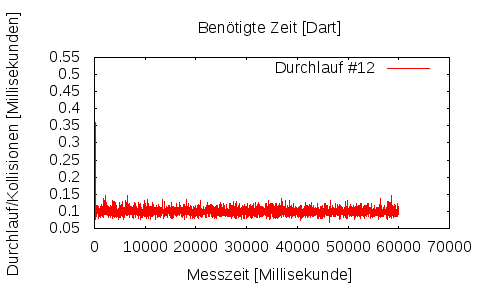 Benötigte Zeit [Dart]
Durchlauf #12
Durchlauf/Kollisionen [Millisekunden]
0.55
0.5
0.45
0.4
0.35
0.3
0.25
0.2
0.15
0.1
0.05
0 10000 20000 30000 40000 50000 60000 70000
Messzeit [Millisekunde]